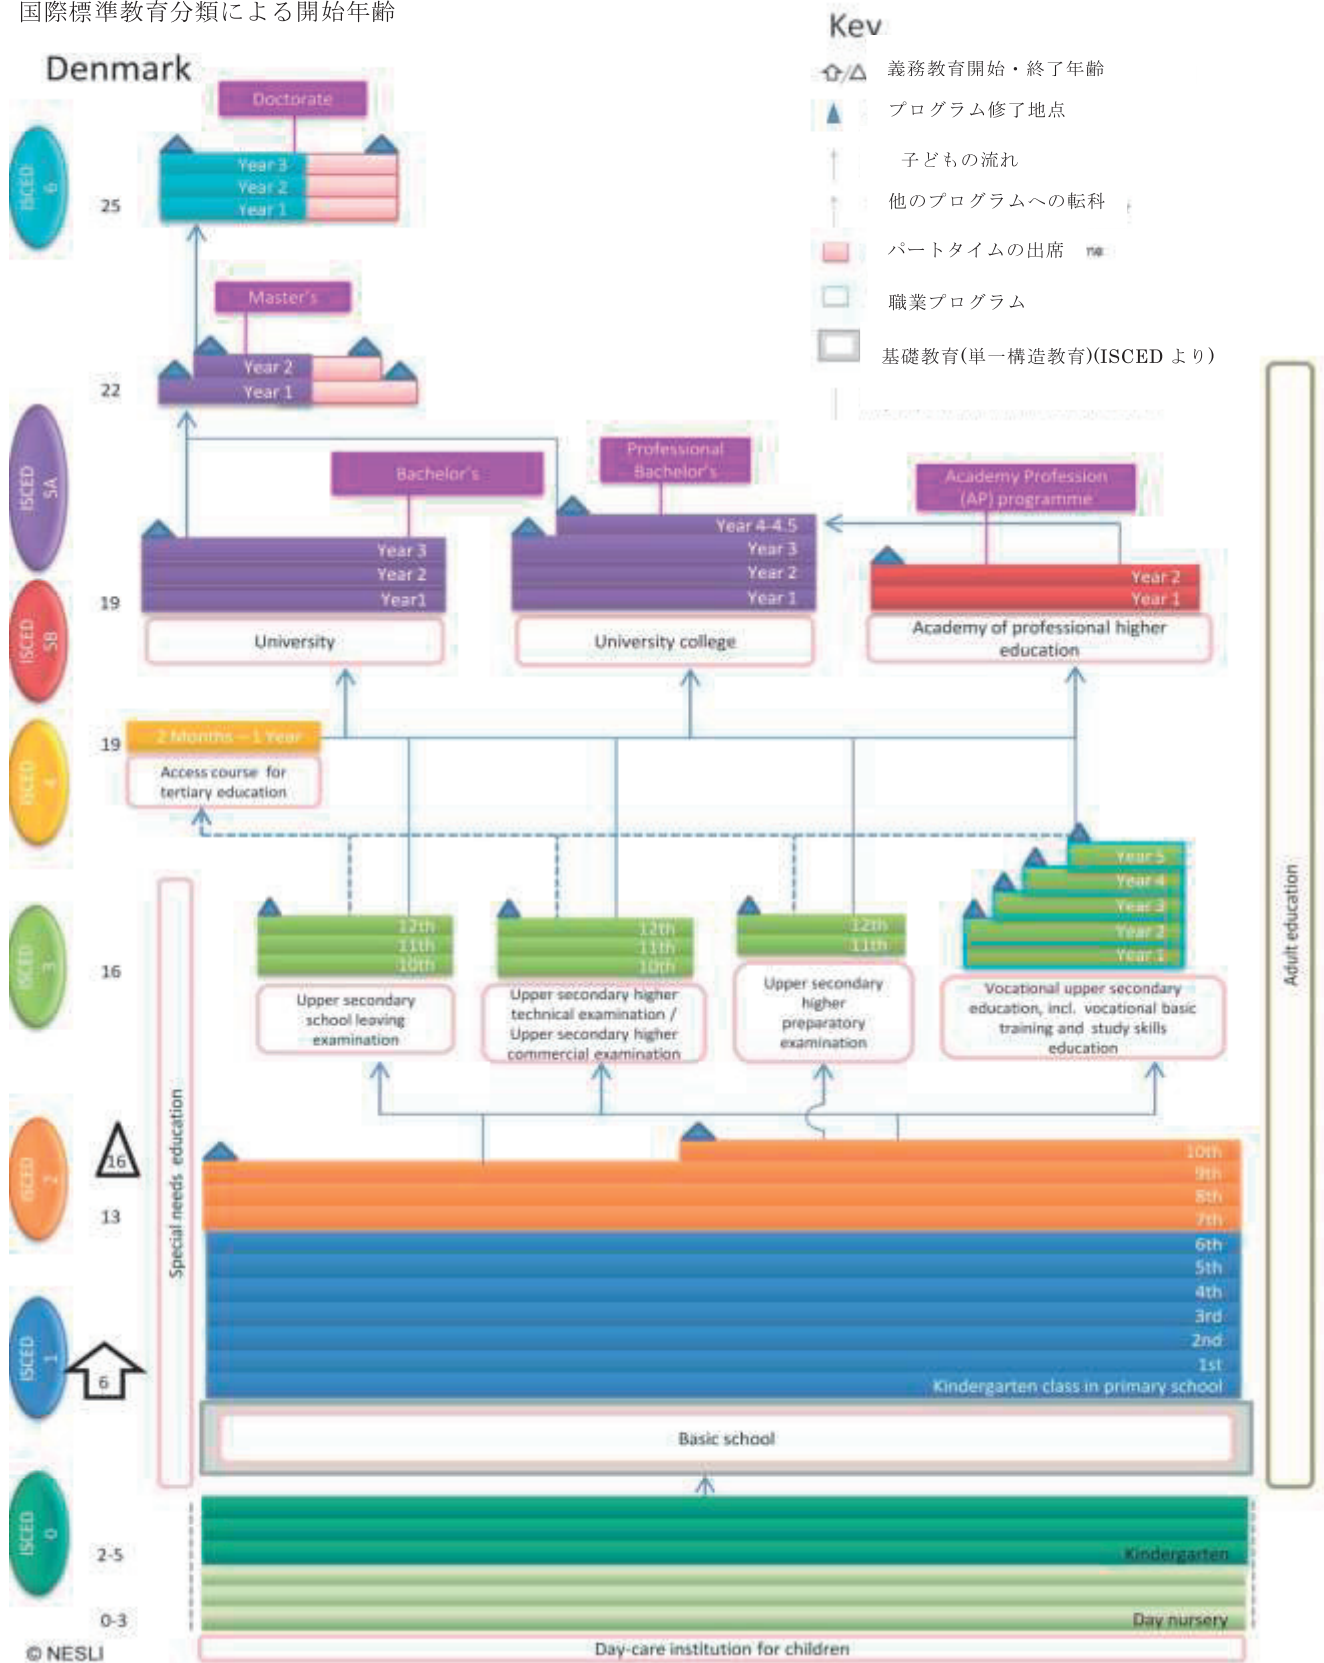 国際標準教育分類による開始年齢
Denmark
Key
義務教育開始・終了年齢
プログラム修了地点
子どもの流れ
他のプログラムへの転科
パートタイムの出席
職業プログラム
基礎教育(単一構造教育)(ISCED より)
ISCED
6
25
Doctorate
Year 3
Year 2
Year 1
Master's
22
Year 2
Year 1
ISCED
5A
Bachelor's
Year 3
Year 2
Year1
University
Professional
Bachelor's
Year 4-4.5
Year 3
Year 2
Year 1
University college
Academy Profession
(AP) programme
Year 2
Year 1
Academy of professional higher
education
ISCED
5B
19
ISCED
4
19
2 Months – 1 Year
Access course for
tertiary education
ISCED
3
16
12th
11th
10th
Upper secondary
school leaving
examination
12th
11th
10th
Upper secondary higher
technical examination /
Upper secondary higher
commercial examination
12th
11th
Upper secondary
higher
preparatory
examination
Year 5
Year 4
Year 3
Year 2
Year 1
Vocational upper secondary
education, incl. vocational basic
training and study skills
education
Adult education
Special needs education
ISCED
2
16
13
10th
9th
8th
7th
6th
5th
4th
3rd
2nd
1st
Kindergarten class in primary school
ISCED
1
6
Basic school
ISCED
0
2-5
Kindergarten
0-3
Day nursery
Day-care institution for children
© NESLI